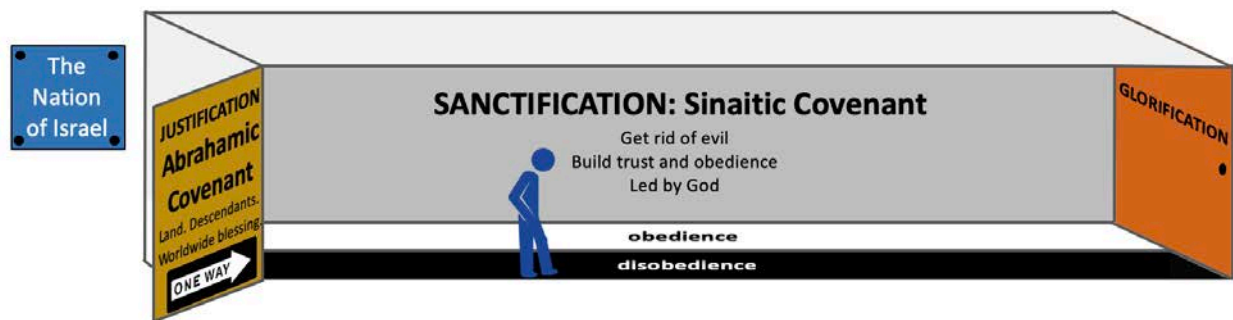 The
Nation
of Israel
JUSTIFICATION
Abrahamic
Covenant
Land. Descendants.
Worldwide blessing.
ONE WAY
SANCTIFICATION: Sinaitic Covenant
Get rid of evil
Build trust and obedience
Led by God
obedience
disobedience
GLORIFICATION